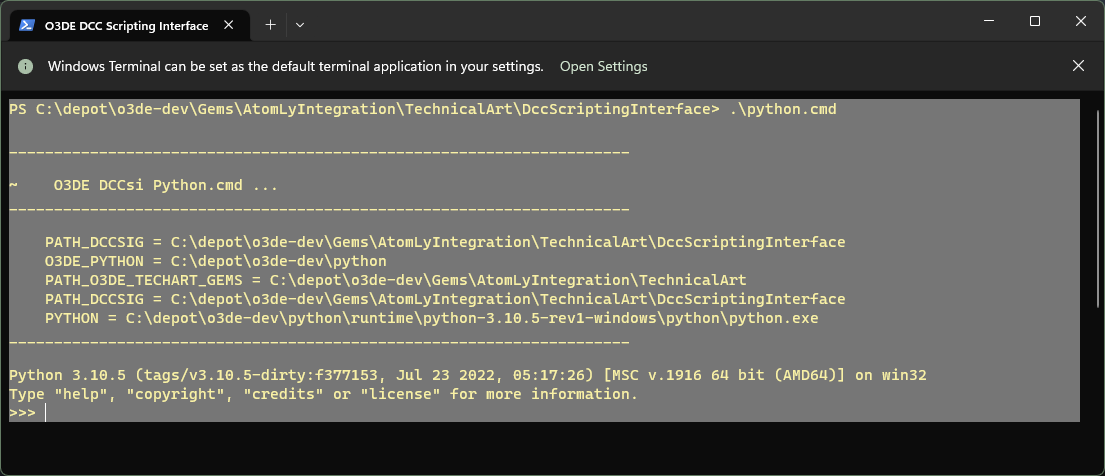 O3DE DCC Scripting Interface
Windows Terminal can be set as the default terminal application in your settings. Open Settings
PS C:\depot\o3de-dev\Gems\AtomLyIntegration\TechnicalArt\DccScriptingInterface> .\python.cmd
_____________________________________________________________________
~    O3DE DCCsi Python.cmd ...
_____________________________________________________________________
    PATH_DCCSIG = C:\depot\o3de-dev\Gems\AtomLyIntegration\TechnicalArt\DccScriptingInterface
    O3DE_PYTHON = C:\depot\o3de-dev\python
    PATH_O3DE_TECHART_GEMS = C:\depot\o3de-dev\Gems\AtomLyIntegration\TechnicalArt
    PATH_DCCSIG = C:\depot\o3de-dev\Gems\AtomLyIntegration\TechnicalArt\DccScriptingInterface
    PYTHON = C:\depot\o3de-dev\python\runtime\python-3.10.5-rev1-windows\python\python.exe
_____________________________________________________________________
Python 3.10.5 (tags/v3.10.5-dirty:f377153, Jul 23 2022, 05:17:26) [MSC v.1916 64 bit (AMD64)] on win32
Type "help", "copyright", "credits" or "license" for more information.
>>>